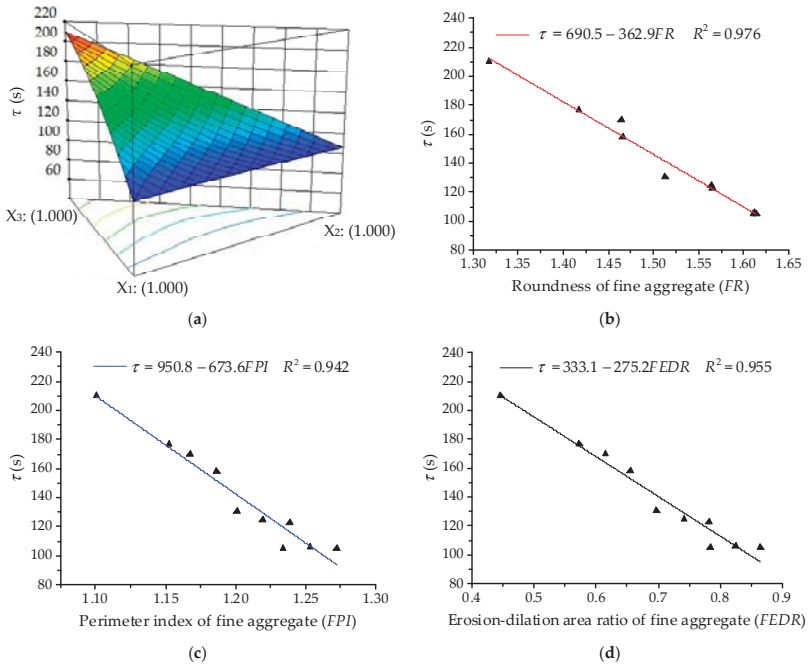 220
200
180
160
140
120
100
80
60
τ (s)
X₃: (1.000)
X₂: (1.000)
X₁: (1.000)
(a)
τ = 690.5 – 362.9FR R² = 0.976
240
220
200
180
160
140
120
100
80
τ (s)
1.30 1.35 1.40 1.45 1.50 1.55 1.60 1.65
Roundness of fine aggregate (FR)
(b)
τ = 950.8 – 673.6FPI R² = 0.942
240
220
200
180
160
140
120
100
80
τ (s)
1.10 1.15 1.20 1.25 1.30
Perimeter index of fine aggregate (FPI)
(c)
τ = 333.1 – 275.2FEDR R² = 0.955
240
220
200
180
160
140
120
100
80
τ (s)
0.4 0.5 0.6 0.7 0.8 0.9
Erosion-dilation area ratio of fine aggregate (FEDR)
(d)